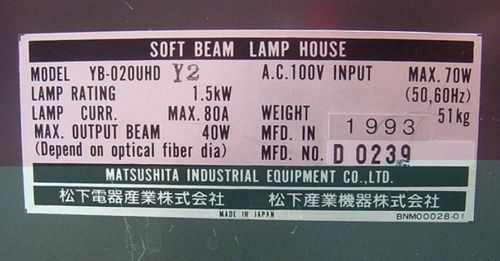 SOFT BEAM LAMP HOUSE
MODEL YB-020UHD Y2 A.C.100V INPUT MAX.70W
LAMP RATING 1.5kW (50,60Hz)
LAMP CURR. MAX.80A WEIGHT 51kg
MAX. OUTPUT BEAM 40W MFD. IN 1993
(Depend on optical fiber dia) MFD. NO. D 0239
MATSUSHITA INDUSTRIAL EQUIPMENT CO.,LTD.
松下電器産業株式会社 松下産業機器株式会社
MADE IN JAPAN BNM00028-01